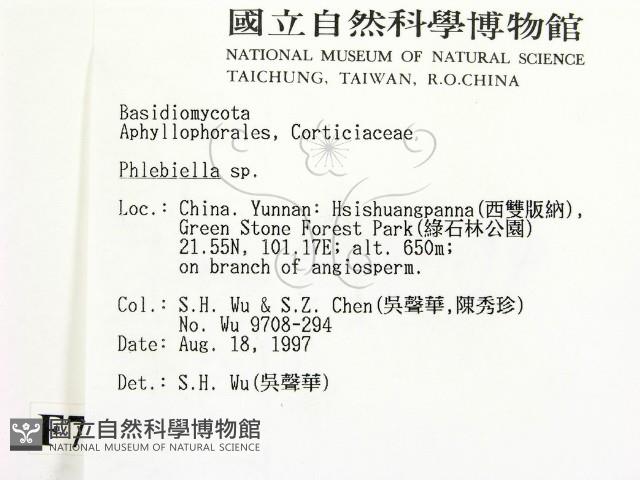 國立自然科學博物館
NATIONAL MUSEUM OF NATURAL SCIENCE
TAICHUNG, TAIWAN, R.O.CHINA
Basidiomycota
Aphyllophorales, Corticiaceae
Phlebiella sp.
Loc.: China. Yunnan: Hsishuangpanna(西雙版納),
Green Stone Forest Park(綠石林公園)
21.55N, 101.17E; alt. 650m;
on branch of angiosperm.
Col.: S.H. Wu & S.Z. Chen(吳聲華,陳秀珍)
No. Wu 9708-294
Date: Aug. 18, 1997
Det.: S.H. Wu(吳聲華)
國立自然科學博物館
NATIONAL MUSEUM OF NATURAL SCIENCE